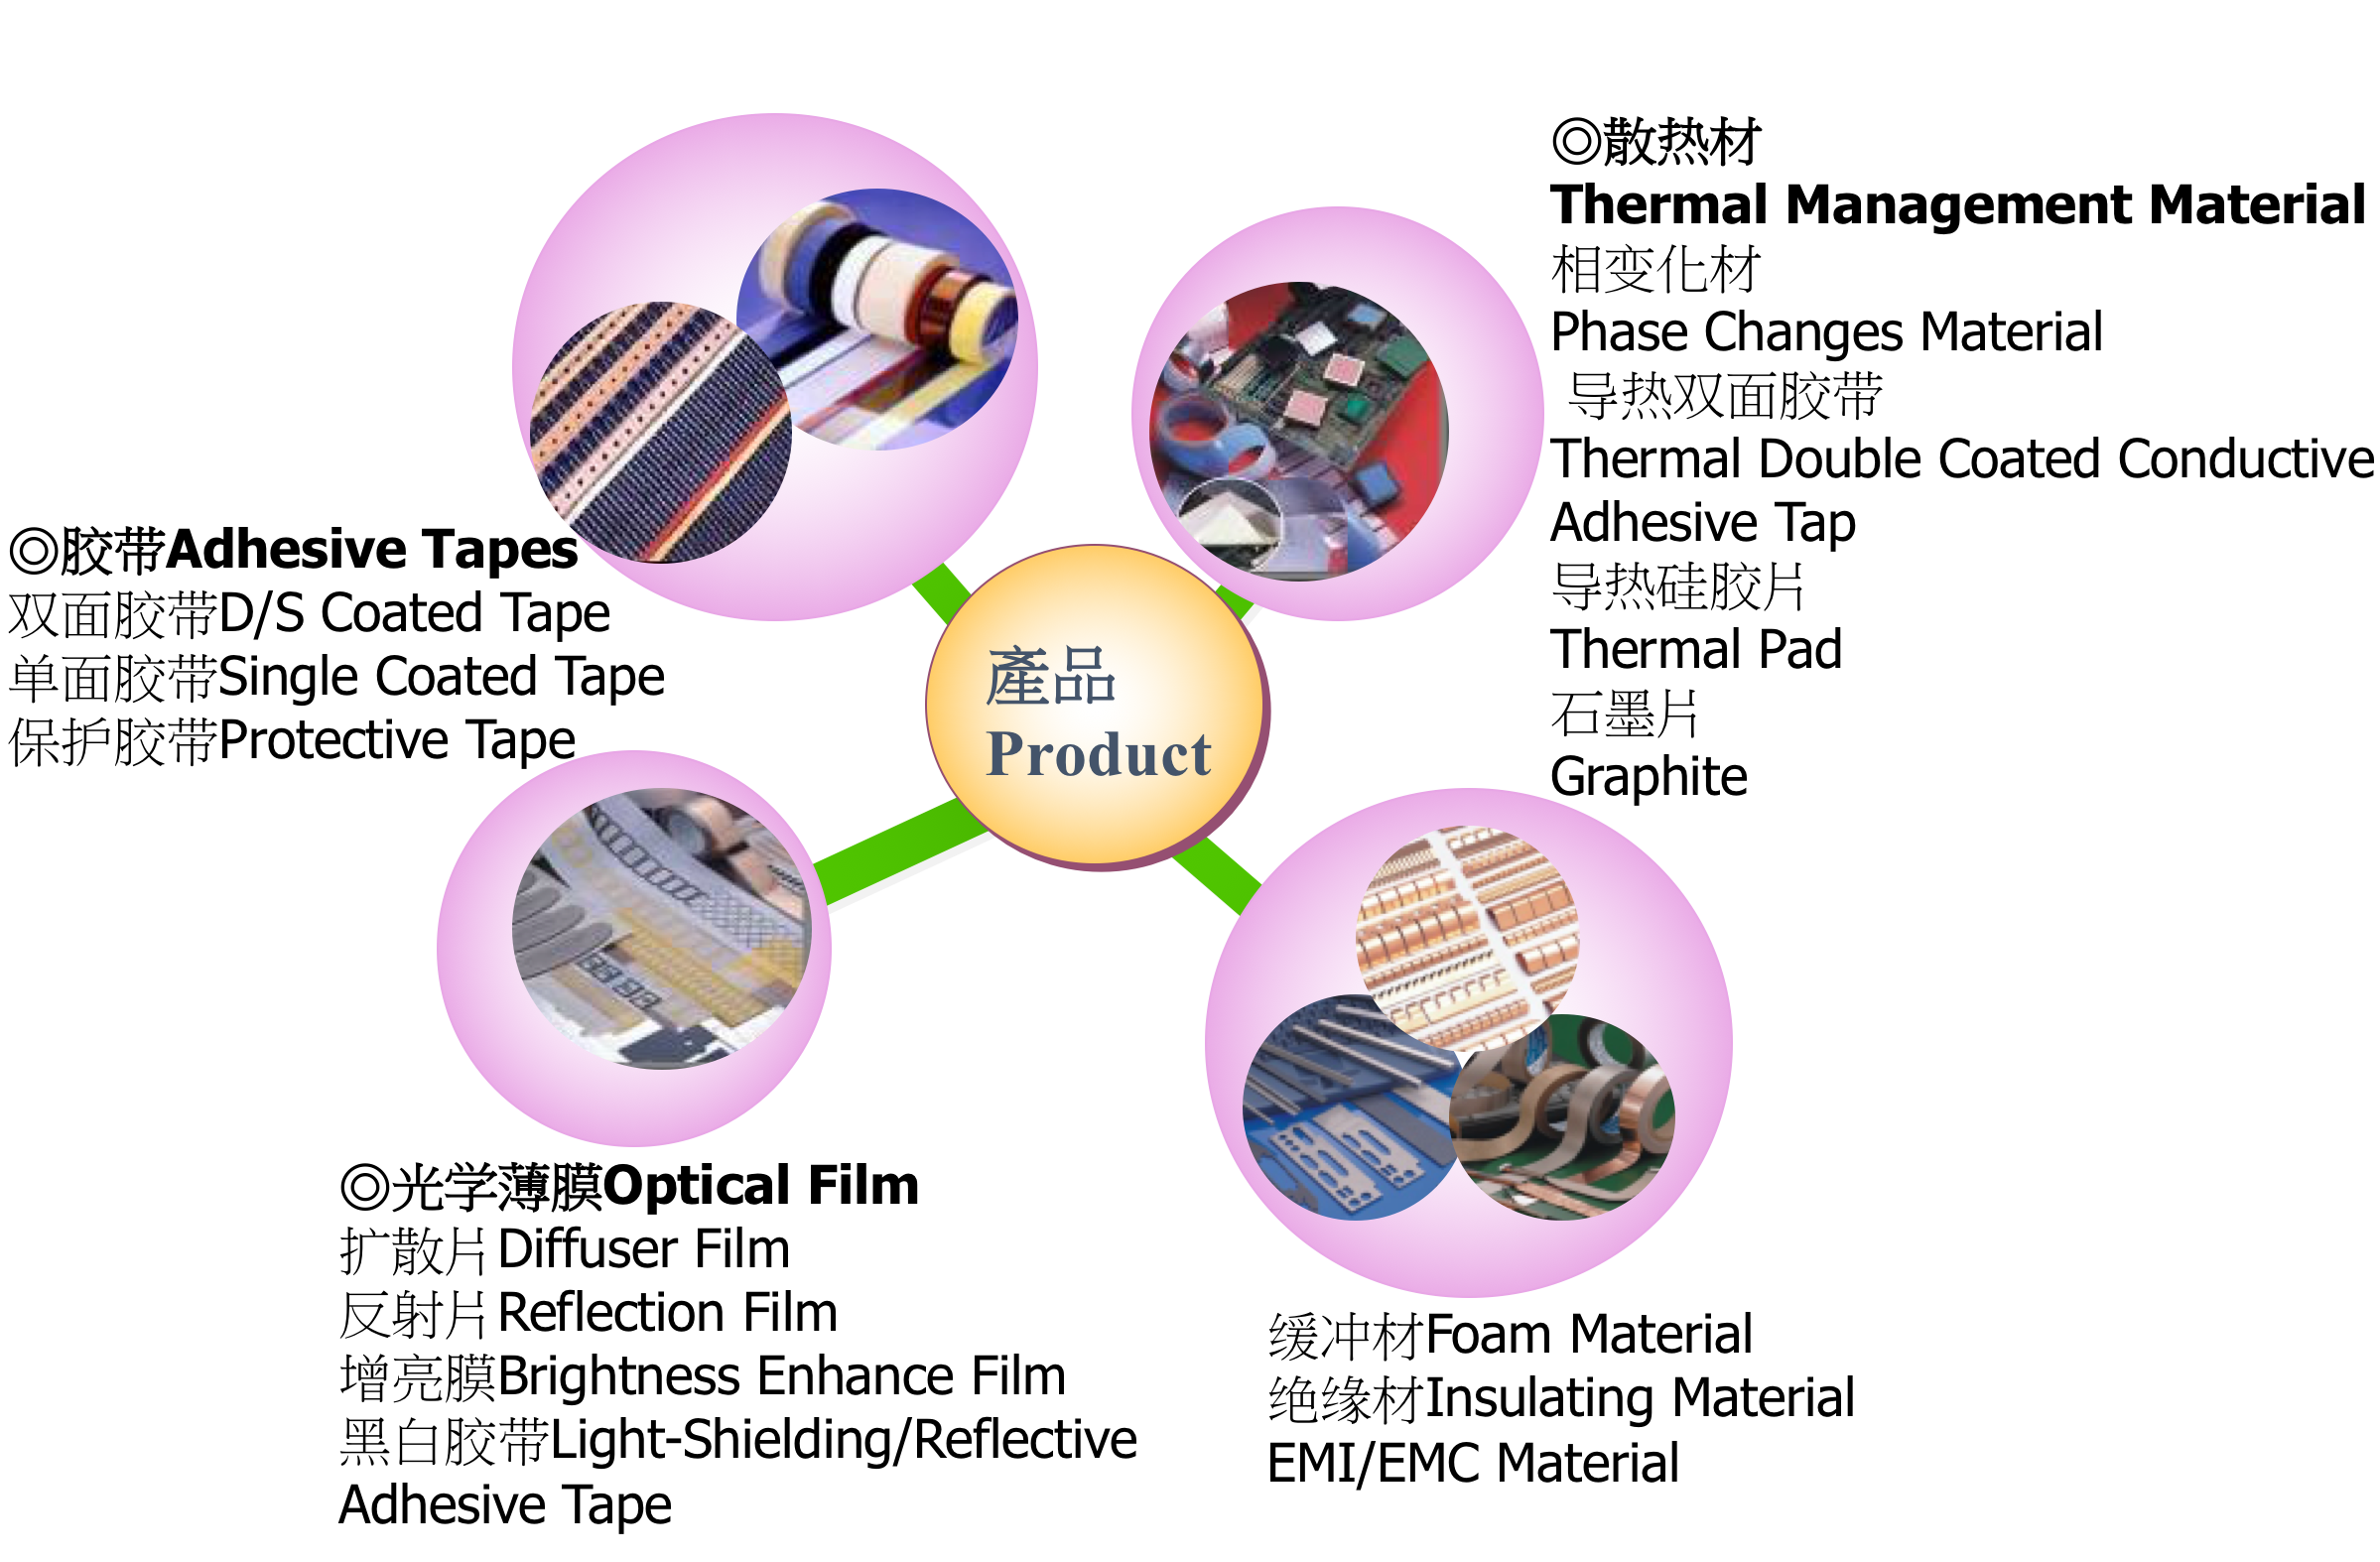 ◎胶带Adhesive Tapes
双面胶带D/S Coated Tape
单面胶带Single Coated Tape
保护胶带Protective Tape
◎散热材
Thermal Management Material
相变化材
Phase Changes Material
导热双面胶带
Thermal Double Coated Conductive
Adhesive Tap
导热硅胶片
Thermal Pad
石墨片
Graphite
產品
Product
◎光学薄膜Optical Film
扩散片Diffuser Film
反射片Reflection Film
增亮膜Brightness Enhance Film
黑白胶带Light-Shielding/Reflective
Adhesive Tape
缓冲材Foam Material
绝缘材Insulating Material
EMI/EMC Material